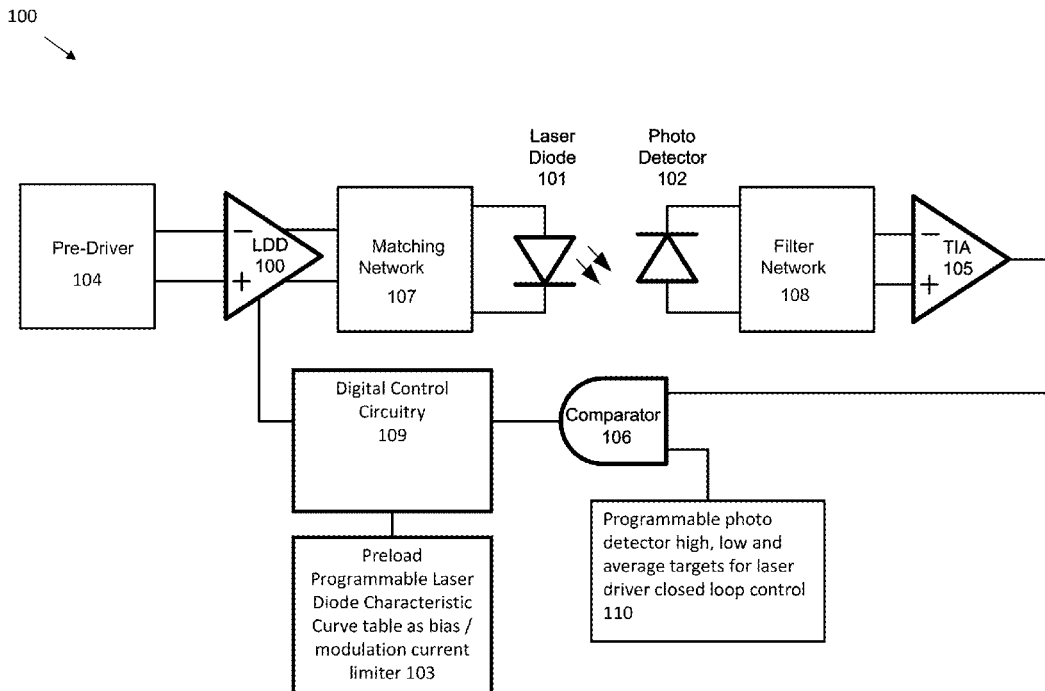 100
Laser
Diode
101
Photo
Detector
102
Pre-Driver
104
−
LDD
100
+
Matching
Network
107
Filter
Network
108
−
TIA
105
+
Digital Control
Circuitry
109
Comparator
106
Preload
Programmable Laser
Diode Characteristic
Curve table as bias /
modulation current
limiter 103
Programmable photo
detector high, low and
average targets for laser
driver closed loop control
110